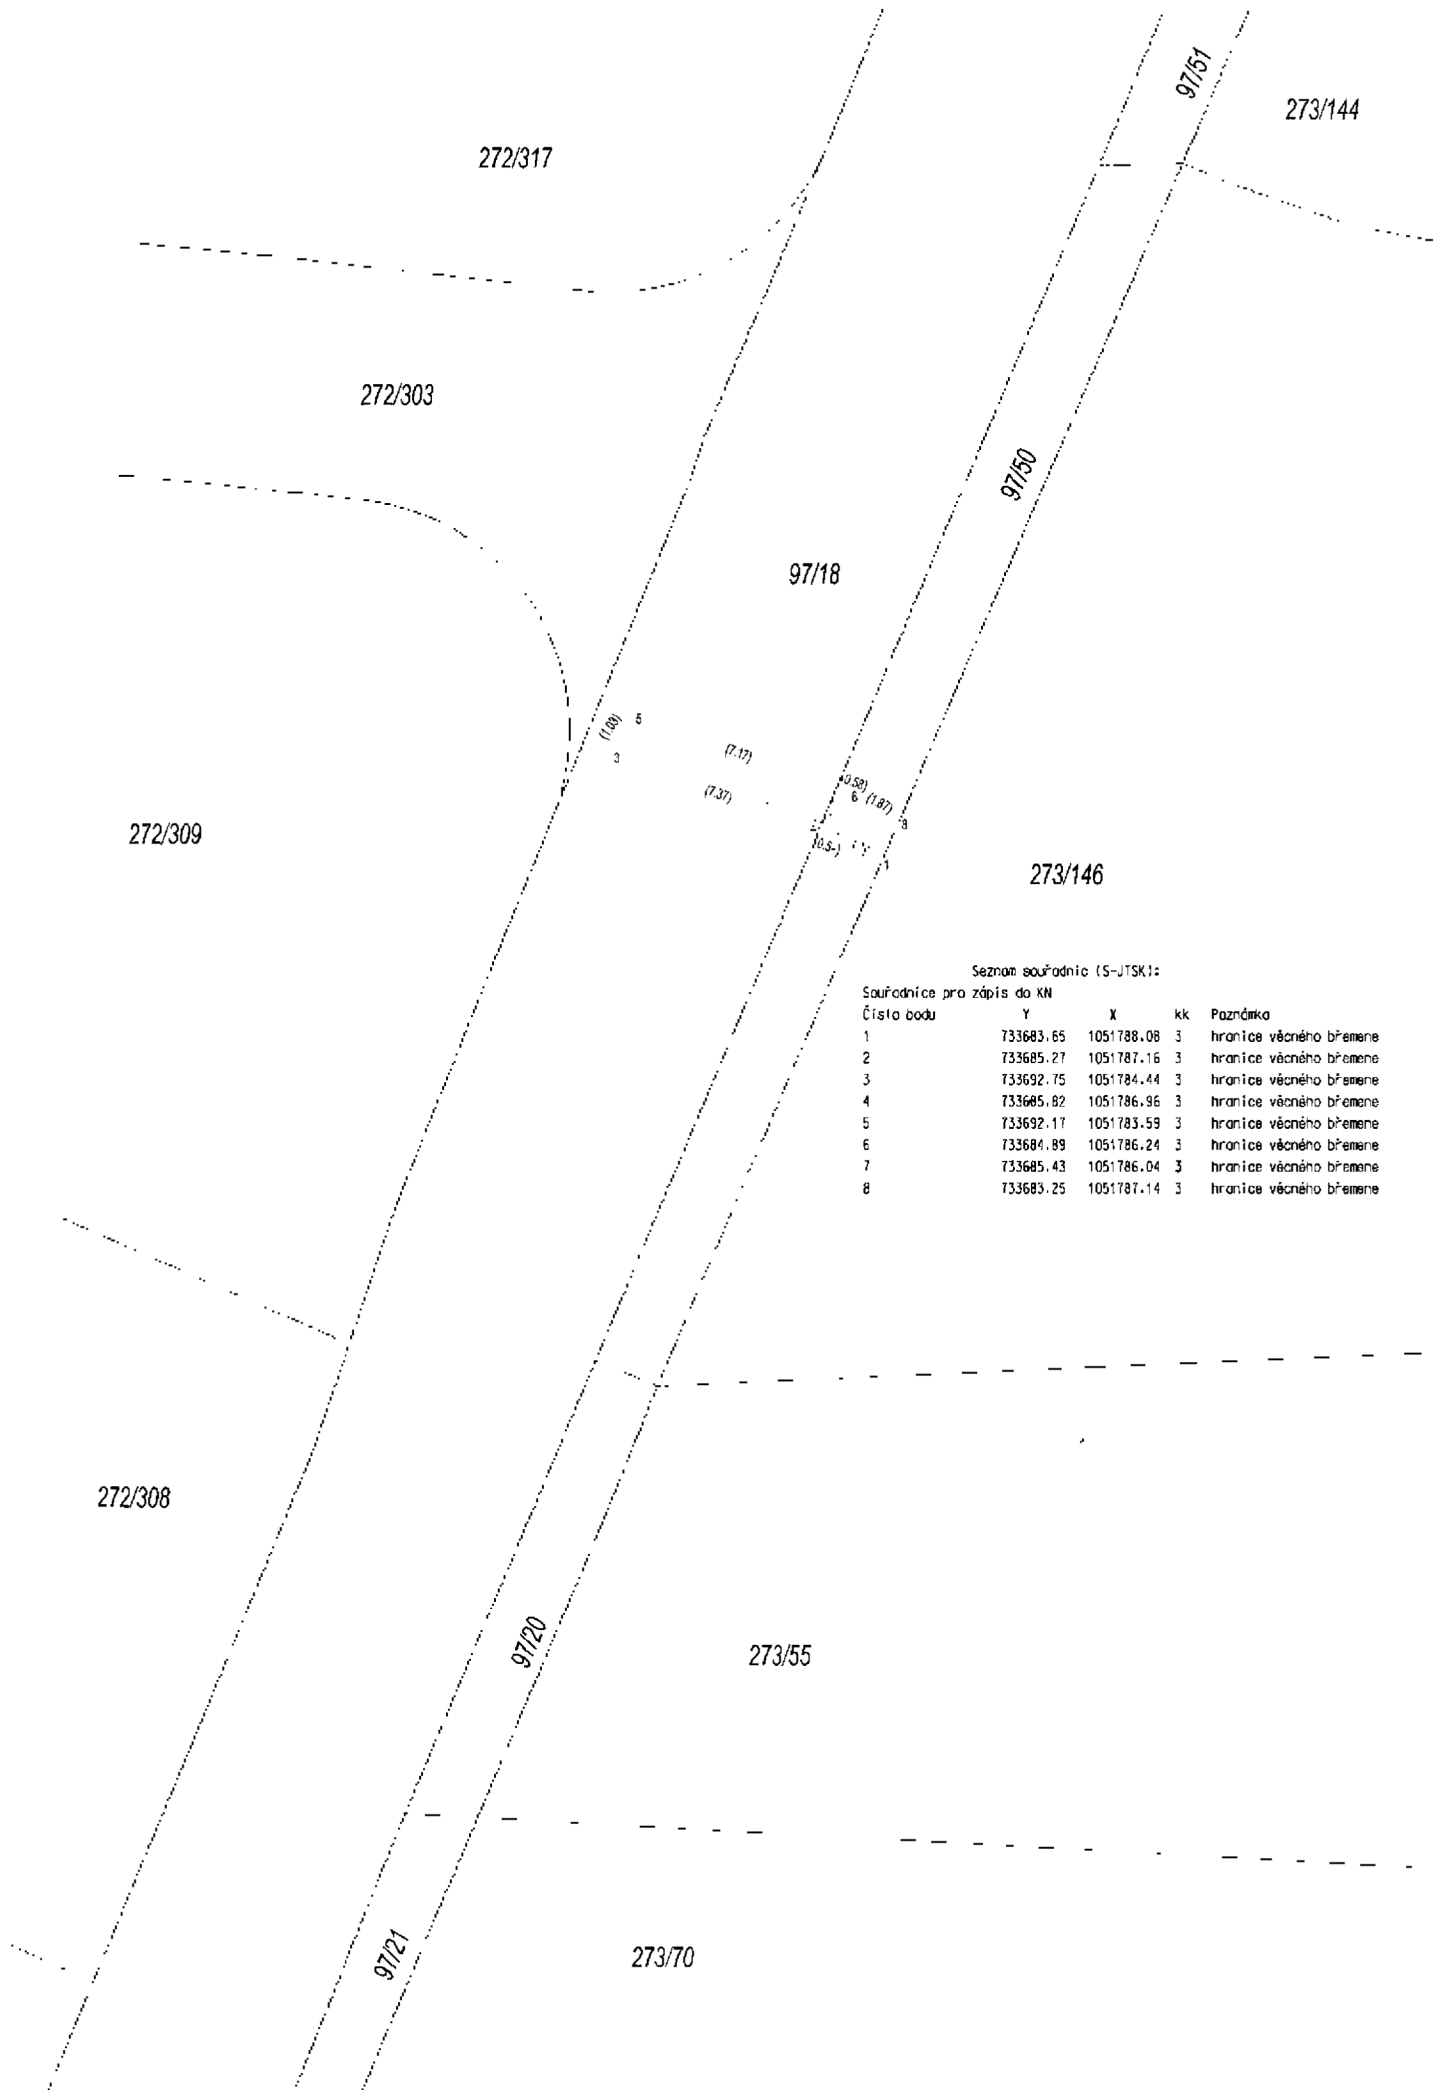 97/51
273/144
272/317
272/303
97/50
97/18
(1.03) 5
3
(7.17)
(7.37)
(0.58)
6 (1.87)
8
1
272/309
273/146
Seznam souřadnic (S-JTSK):
Souřadnice pro zápis do KN
Číslo bodu Y X kk Poznámka
1 733683.65 1051788.08 3 hranice věcného břemene
2 733685.27 1051787.16 3 hranice věcného břemene
3 733692.75 1051784.44 3 hranice věcného břemene
4 733685.82 1051786.96 3 hranice věcného břemene
5 733692.17 1051783.59 3 hranice věcného břemene
6 733684.89 1051786.24 3 hranice věcného břemene
7 733685.43 1051786.04 3 hranice věcného břemene
8 733683.25 1051787.14 3 hranice věcného břemene
272/308
97/20
273/55
97/21
273/70